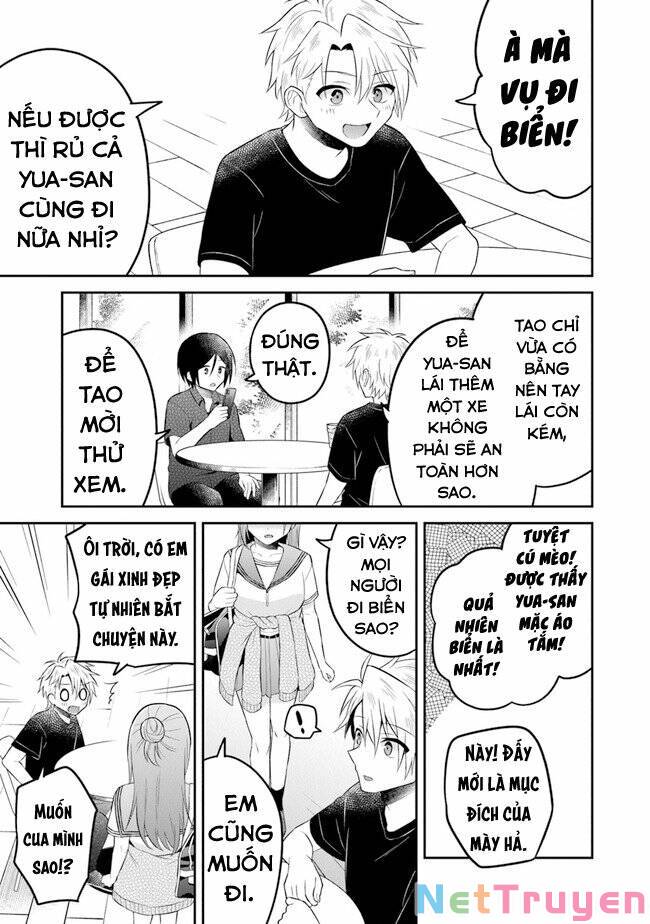 À MÀ
VỤ ĐI
BIỂN!
NẾU ĐƯỢC
THÌ RỦ CẢ
YUA-SAN
CÙNG ĐI
NỮA NHỈ?
TAO CHỈ
VỪA CÓ
BẰNG
NÊN TAY
LÁI CÒN
KÉM,
ĐỂ
YUA-SAN
LÁI THÊM
MỘT XE
KHÔNG
PHẢI SẼ AN
TOÀN HƠN
SAO.
ĐÚNG
THẬT.
ĐỂ
TAO
MỜI
THỬ
XEM.
TUYỆT
CÚ MÈO!
ĐƯỢC THẤY
YUA-SAN
MẶC ÁO
TẮM!
QUẢ
NHIÊN
BIỂN LÀ
NHẤT!
NÀY! ĐẤY
MỚI LÀ MỤC
ĐÍCH CỦA
MÀY HẢ.
GÌ VẬY?
MỌI
NGƯỜI
ĐI BIỂN
SAO?
!
EM
CŨNG
MUỐN
ĐI.
ÔI TRỜI, CÓ EM
GÁI XINH ĐẸP
TỰ NHIÊN BẮT
CHUYỆN NÀY.
MUỐN
CUA MÌNH
SAO!?
NetTruyen